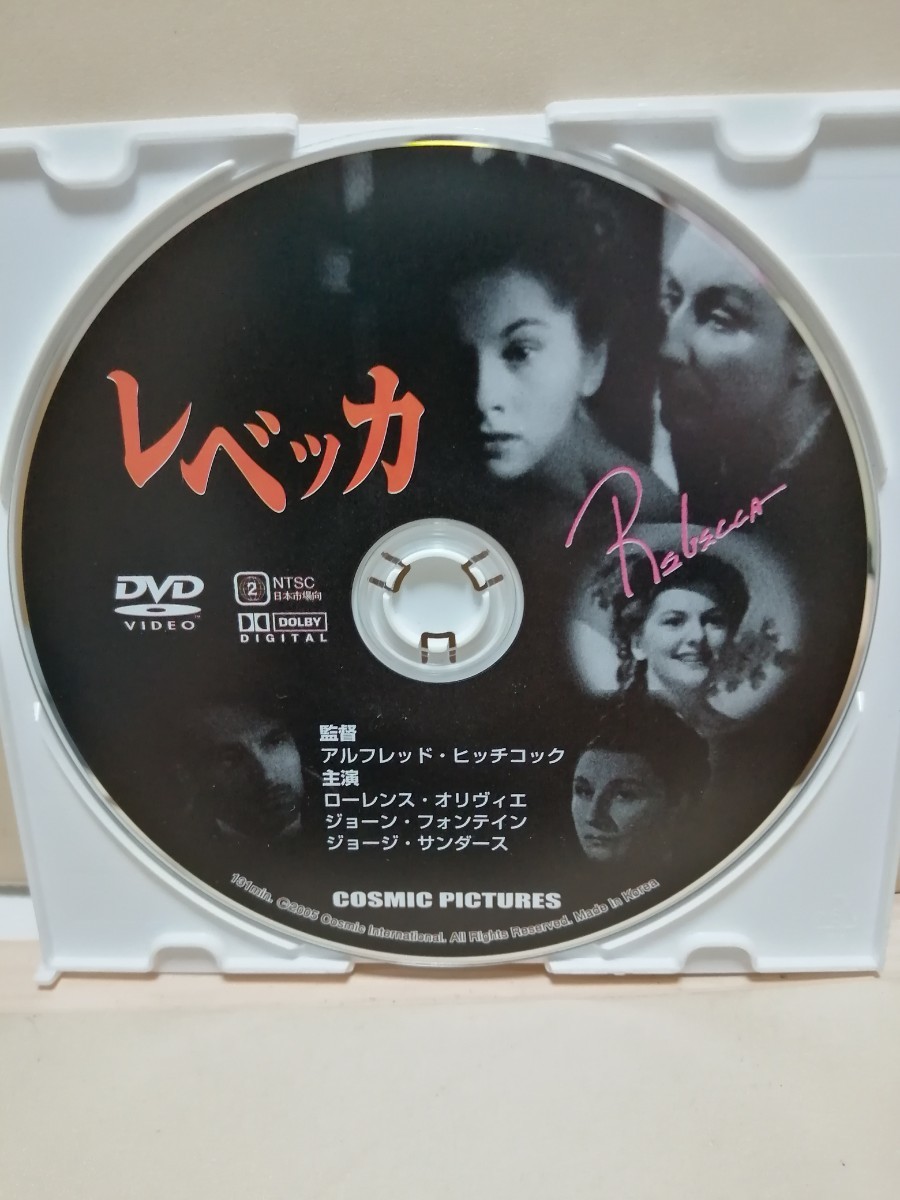 レベッカ
Rebecca
DVD
VIDEO™
2
NTSC
日本市場向
DOLBY
DIGITAL
監督
アルフレッド・ヒッチコック
主演
ローレンス・オリヴィエ
ジョーン・フォンテイン
ジョージ・サンダース
COSMIC PICTURES
131min. ©2005 Cosmic International. All Rights Reserved. Made in Korea